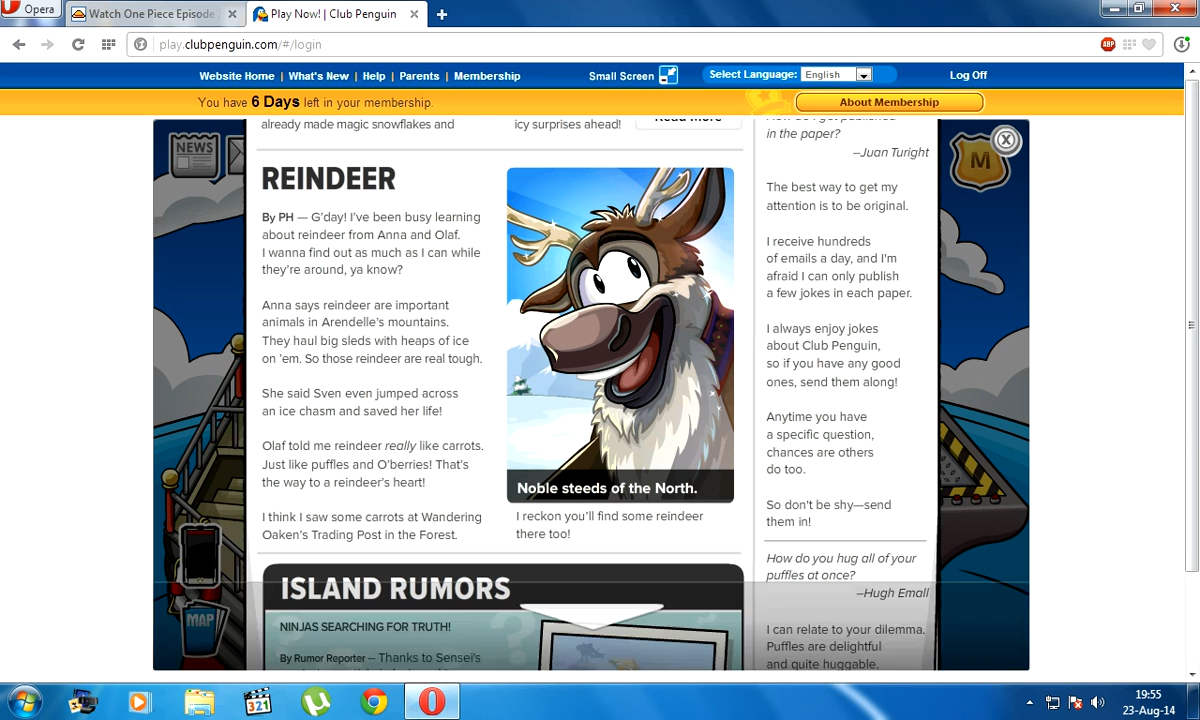 Opera
Watch One Piece Episode
Play Now! | Club Penguin
play.clubpenguin.com/#/login
ABP
Website Home | What's New | Help | Parents | Membership
Small Screen
Select Language: English
Log Off
You have 6 Days left in your membership.
About Membership
NEWS
M
X
already made magic snowflakes and
icy surprises ahead!
Read More
REINDEER
By PH — G'day! I've been busy learning
about reindeer from Anna and Olaf.
I wanna find out as much as I can while
they're around, ya know?
Anna says reindeer are important
animals in Arendelle's mountains.
They haul big sleds with heaps of ice
on 'em. So those reindeer are real tough.
She said Sven even jumped across
an ice chasm and saved her life!
Olaf told me reindeer really like carrots.
Just like puffles and O'berries! That's
the way to a reindeer's heart!
I think I saw some carrots at Wandering
Oaken's Trading Post in the Forest.
Noble steeds of the North.
I reckon you'll find some reindeer
there too!
ISLAND RUMORS
NINJAS SEARCHING FOR TRUTH!
By Rumor Reporter – Thanks to Sensei's
How do I get published
in the paper?
–Juan Turight
The best way to get my
attention is to be original.
I receive hundreds
of emails a day, and I'm
afraid I can only publish
a few jokes in each paper.
I always enjoy jokes
about Club Penguin,
so if you have any good
ones, send them along!
Anytime you have
a specific question,
chances are others
do too.
So don't be shy—send
them in!
How do you hug all of your
puffles at once?
–Hugh Emall
I can relate to your dilemma.
Puffles are delightful
and quite huggable.
MAP
321
19:55
23-Aug-14